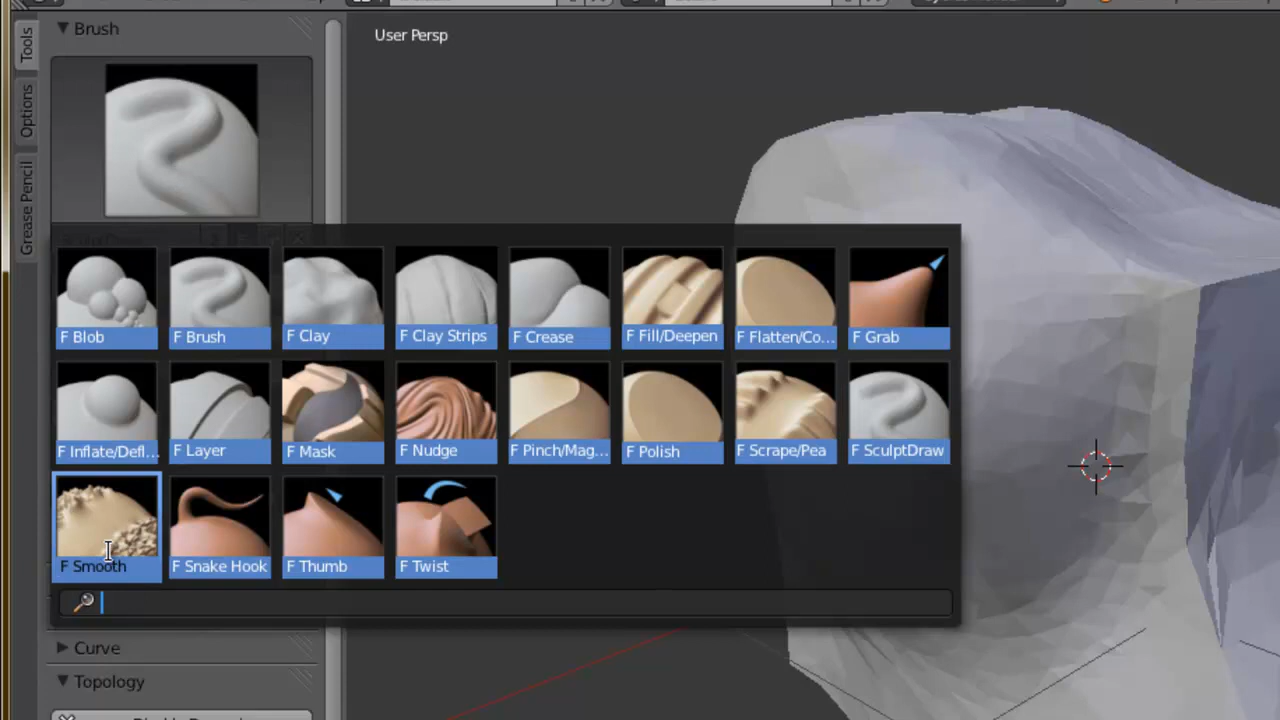 Brush
User Persp
Tools
Options
Grease Pencil
F Blob
F Brush
F Clay
F Clay Strips
F Crease
F Fill/Deepen
F Flatten/Co...
F Grab
F Inflate/Defl...
F Layer
F Mask
F Nudge
F Pinch/Mag...
F Polish
F Scrape/Pea
F SculptDraw
F Smooth
F Snake Hook
F Thumb
F Twist
Curve
Topology